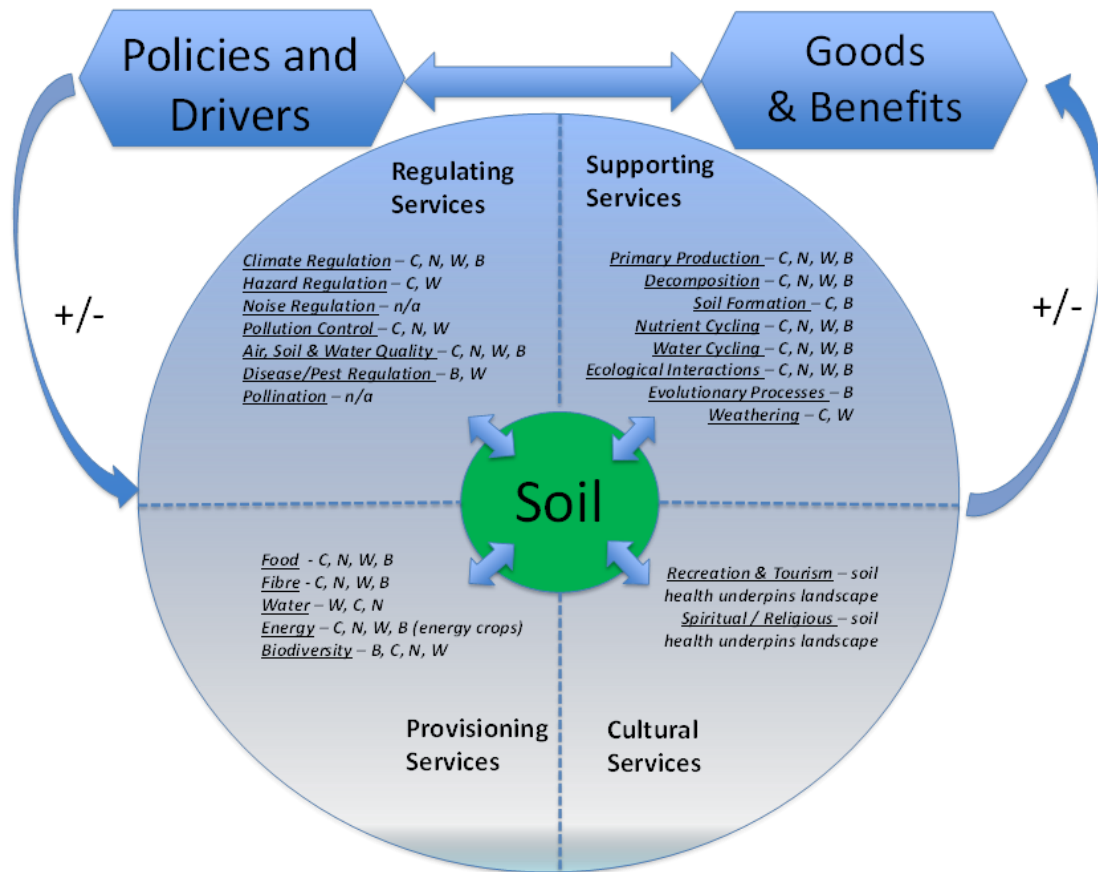 Policies and
Drivers
Goods
& Benefits
Regulating
Services
Supporting
Services
Climate Regulation – C, N, W, B
Hazard Regulation – C, W
Noise Regulation – n/a
Pollution Control – C, N, W
Air, Soil & Water Quality – C, N, W, B
Disease/Pest Regulation – B, W
Pollination – n/a
Primary Production – C, N, W, B
Decomposition – C, N, W, B
Soil Formation – C, B
Nutrient Cycling – C, N, W, B
Water Cycling – C, N, W, B
Ecological Interactions – C, N, W, B
Evolutionary Processes – B
Weathering – C, W
+/-
+/-
Soil
Food - C, N, W, B
Fibre - C, N, W, B
Water – W, C, N
Energy – C, N, W, B (energy crops)
Biodiversity – B, C, N, W
Recreation & Tourism – soil
health underpins landscape
Spiritual / Religious – soil
health underpins landscape
Provisioning
Services
Cultural
Services